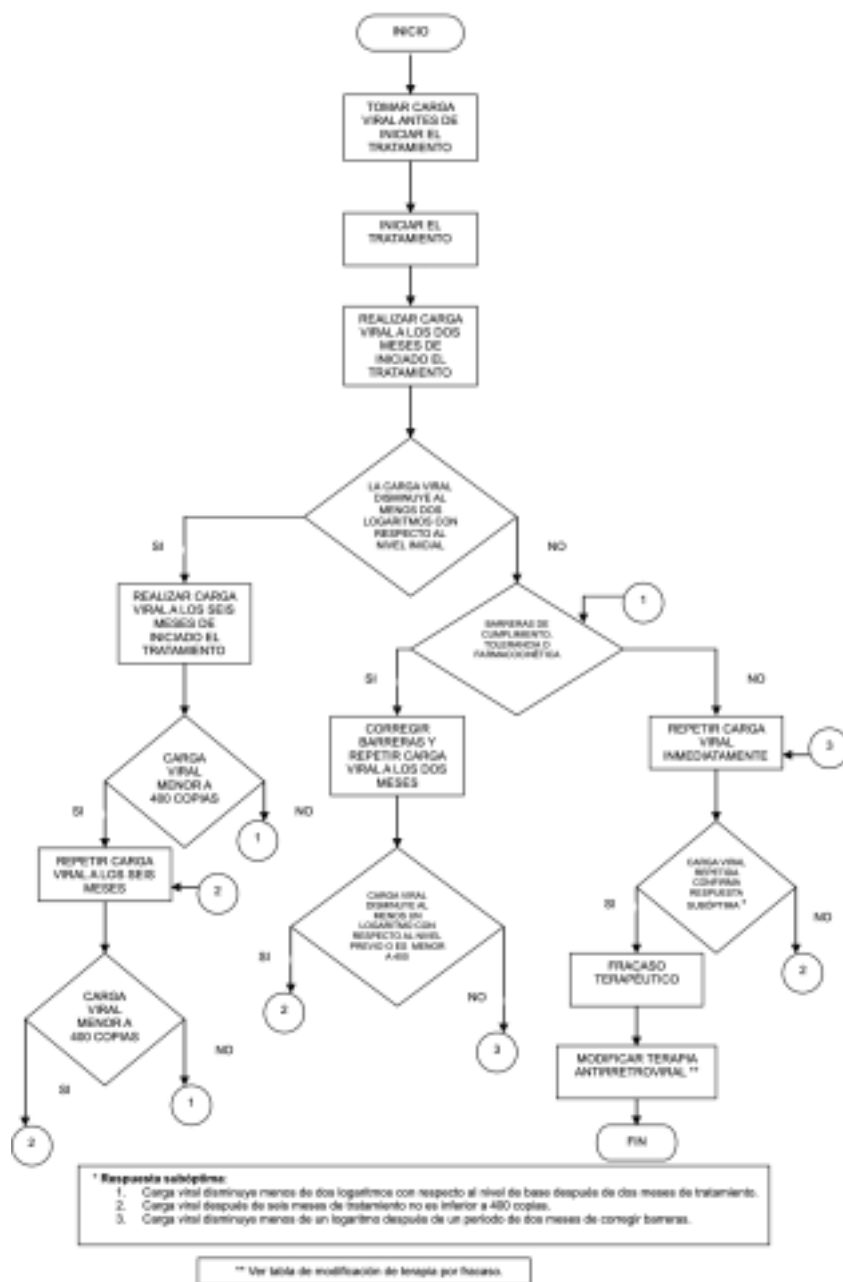 INICIO
TOMAR CARGA
VIRAL ANTES DE
INICIAR EL
TRATAMIENTO
INICIAR EL
TRATAMIENTO
REALIZAR CARGA
VIRAL A LOS DOS
MESES DE
INICIADO EL
TRATAMIENTO
LA CARGA VIRAL
DISMINUYE AL
MENOS DOS
LOGARITMOS CON
RESPECTO AL
NIVEL INICIAL
SI
NO
REALIZAR CARGA
VIRAL A LOS SEIS
MESES DE
INICIADO EL
TRATAMIENTO
1
BARRERAS DE
CUMPLIMIENTO,
TOLERANCIA O
FARMACOCINÉTICA
SI
NO
CORREGIR
BARRERAS Y
REPETIR CARGA
VIRAL A LOS DOS
MESES
REPETIR CARGA
VIRAL
INMEDIATAMENTE
3
CARGA
VIRAL
MENOR A
400 COPIAS
SI
NO
1
REPETIR CARGA
VIRAL A LOS SEIS
MESES
2
CARGA VIRAL
DISMINUYE AL
MENOS UN
LOGARITMO CON
RESPECTO AL NIVEL
PREVIO O ES MENOR
A 400
SI
NO
2
3
CARGA VIRAL
REPETIDA
CONFIRMA
RESPUESTA
SUBÓPTIMA *
SI
NO
2
FRACASO
TERAPÉUTICO
MODIFICAR TERAPIA
ANTIRRETROVIRAL **
FIN
CARGA
VIRAL
MENOR A
400 COPIAS
SI
NO
1
2
* Respuesta subóptima:
1. Carga viral disminuye menos de dos logaritmos con respecto al nivel de base después de dos meses de tratamiento.
2. Carga viral después de seis meses de tratamiento no es inferior a 400 copias.
3. Carga viral disminuye menos de un logaritmo después de un periodo de dos meses de corregir barreras.
** Ver tabla de modificación de terapia por fracaso.